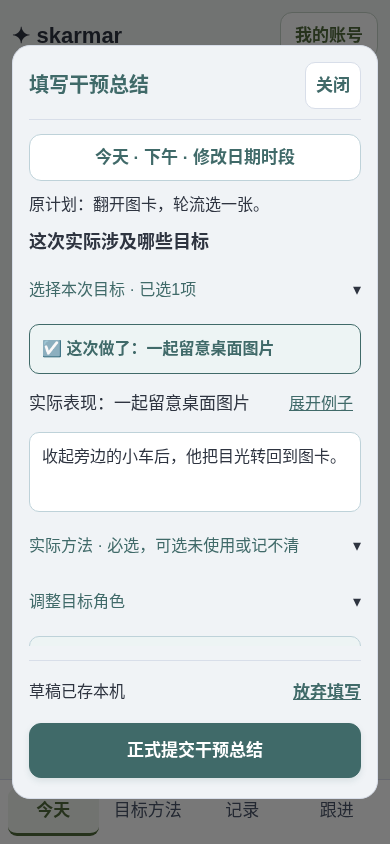 ✦ skarmar
我的账号
填写干预总结
关闭
今天 · 下午 · 修改日期时段
原计划：翻开图卡，轮流选一张。
这次实际涉及哪些目标
选择本次目标 · 已选1项 ▾
☑ 这次做了：一起留意桌面图片
实际表现：一起留意桌面图片
展开例子
收起旁边的小车后，他把目光转回到图卡。
实际方法 · 必选，可选未使用或记不清 ▾
调整目标角色 ▾
草稿已存本机
放弃填写
正式提交干预总结
今天
目标方法
记录
跟进